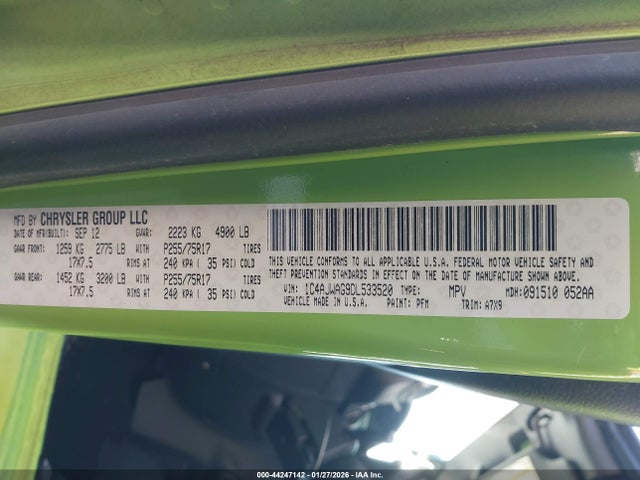 MFD BY CHRYSLER GROUP LLC
DATE OF MFR(BUILT): SEP 12 GVWR: 2223 KG 4900 LB
GAWR FRONT: 1259 KG 2775 LB WITH P255/75R17 TIRES
17X7.5 RIMS AT 240 KPA ( 35 PSI) COLD
GAWR REAR: 1452 KG 3200 LB WITH P255/75R17 TIRES
17X7.5 RIMS AT 240 KPA ( 35 PSI) COLD
THIS VEHICLE CONFORMS TO ALL APPLICABLE U.S.A. FEDERAL MOTOR VEHICLE SAFETY AND
THEFT PREVENTION STANDARDS IN EFFECT ON THE DATE OF MANUFACTURE SHOWN ABOVE.
VIN: 1C4AJWAG9DL533520 TYPE: MPV MDH: 091510 052AA
VEHICLE MADE IN U.S.A. PAINT: PFM TRIM: A7X9
000-44247142 - 01/27/2026 - IAA Inc.